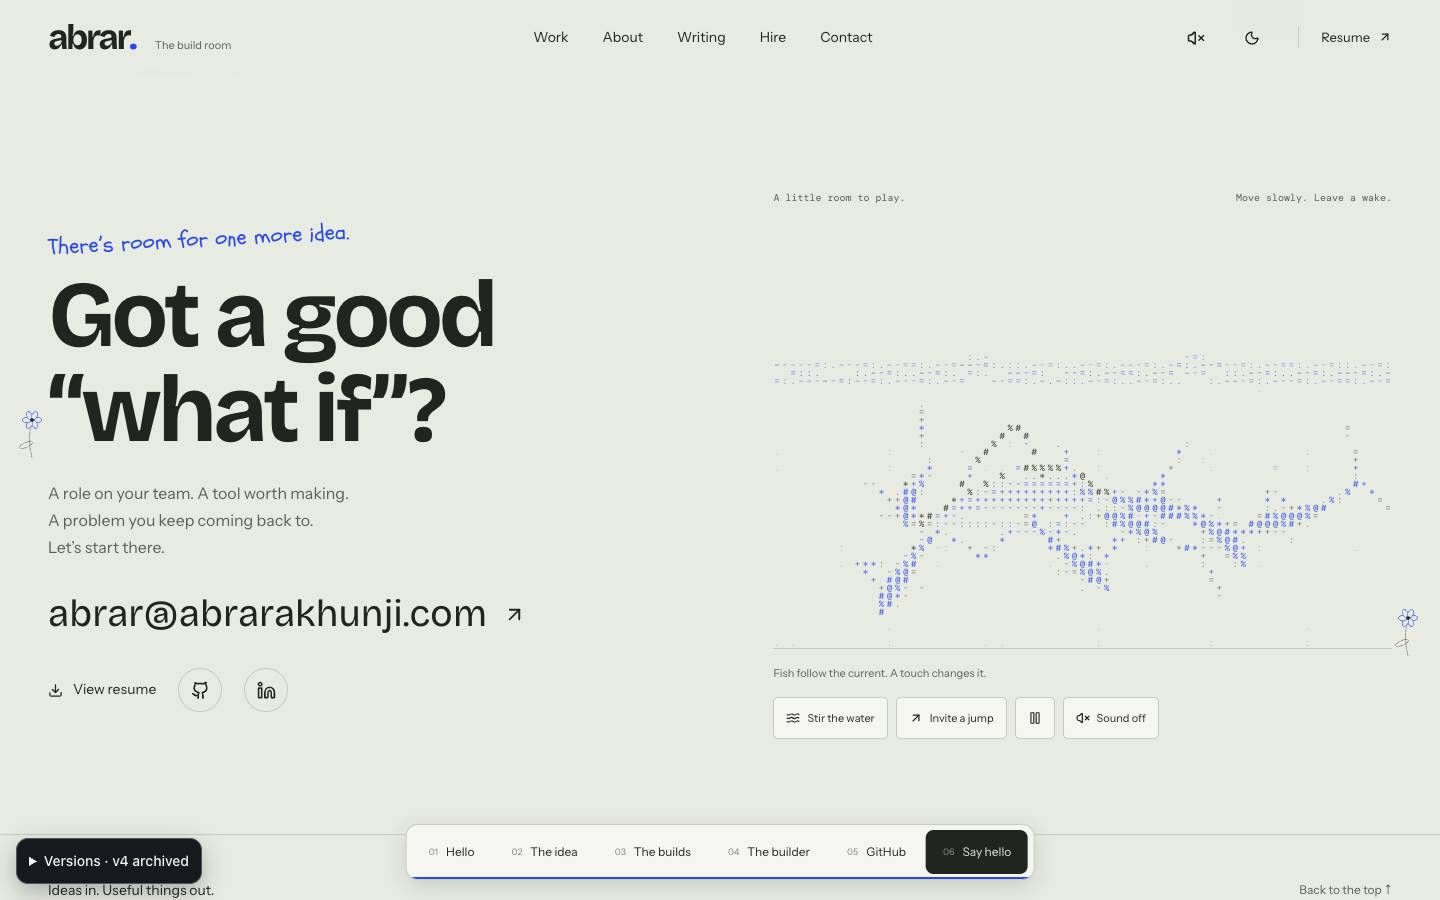 abrar.
The build room
Work
About
Writing
Hire
Contact
Resume
A little room to play.
Move slowly. Leave a wake.
There's room for one more idea.
Got a good
“what if”?
A role on your team. A tool worth making.
A problem you keep coming back to.
Let's start there.
abrar@abrarakhunji.com
View resume
Fish follow the current. A touch changes it.
Stir the water
Invite a jump
Sound off
Versions · v4 archived
01 Hello
02 The idea
03 The builds
04 The builder
05 GitHub
06 Say hello
Ideas in. Useful things out.
Back to the top ↑